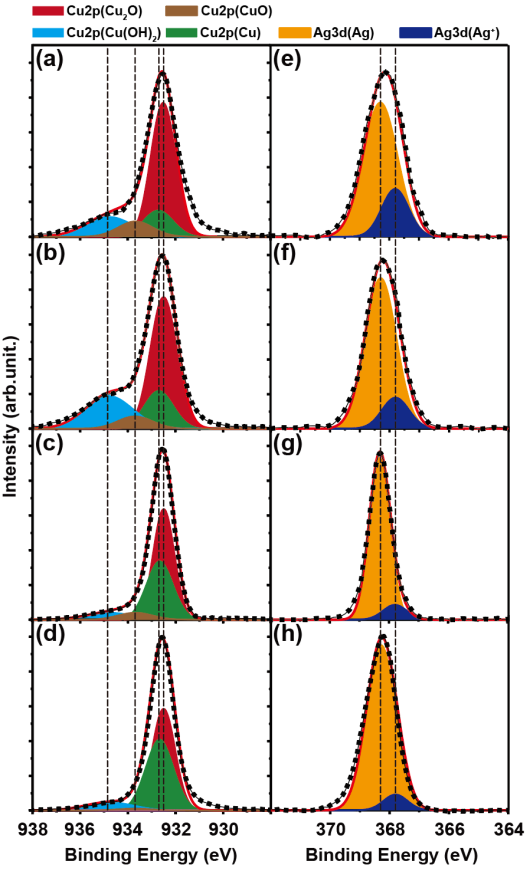 Cu2p(Cu₂O) Cu2p(CuO)
Cu2p(Cu(OH)₂) Cu2p(Cu) Ag3d(Ag) Ag3d(Ag⁺)
(a) (e)
(b) (f)
(c) (g)
(d) (h)
Intensity (arb.unit.)
938 936 934 932 930 370 368 366 364
Binding Energy (eV) Binding Energy (eV)